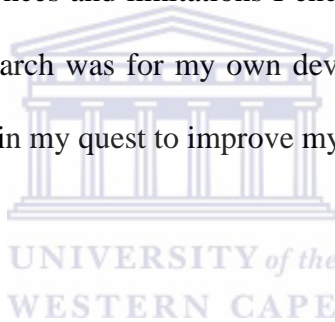 arch was for my own dev
in my quest to improve my
UNIVERSITY of the
WESTERN CAPE